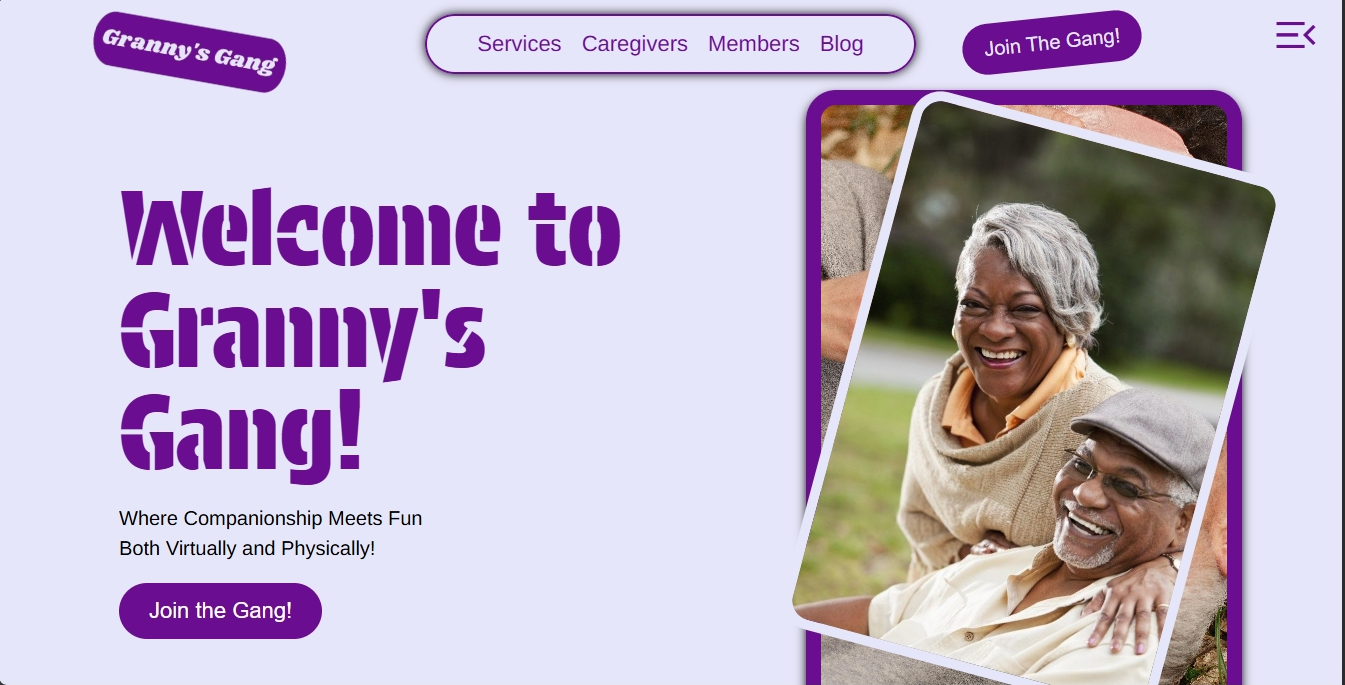 Granny's Gang
Services Caregivers Members Blog
Join The Gang!
Welcome to
Granny's
Gang!
Where Companionship Meets Fun
Both Virtually and Physically!
Join the Gang!